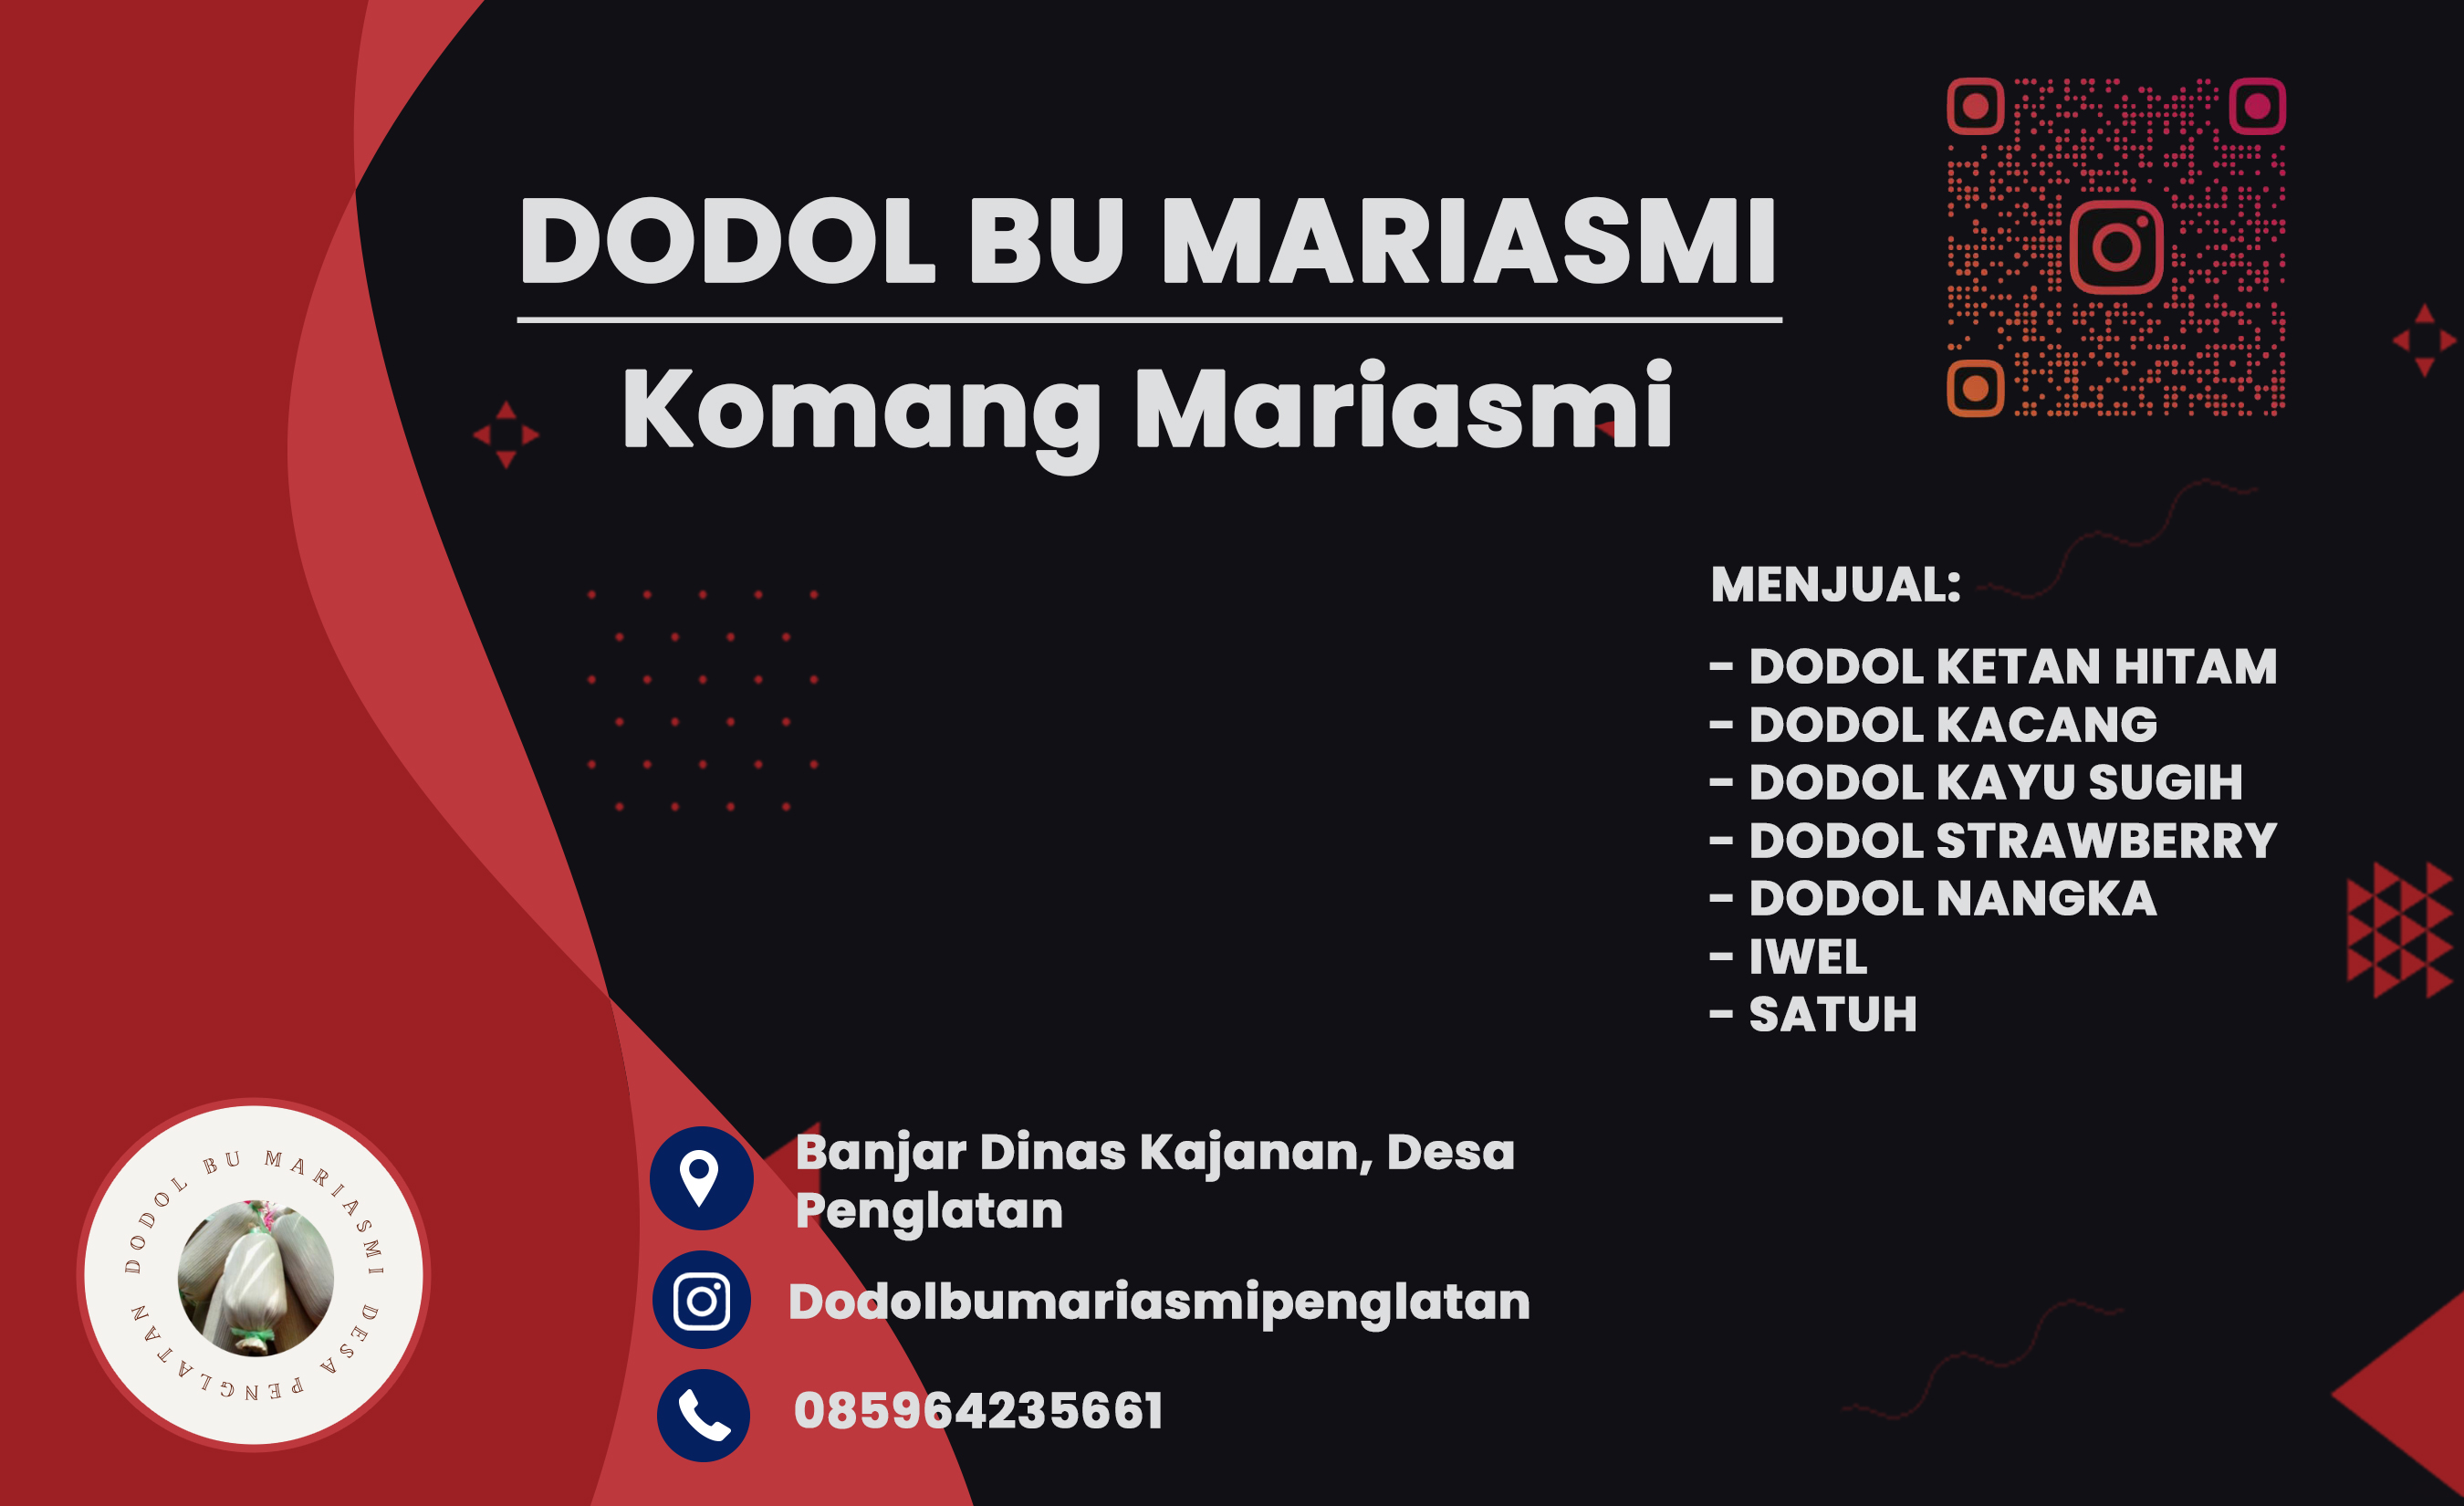 DODOL BU MARIASMI
Komang Mariasmi
MENJUAL:
- DODOL KETAN HITAM
- DODOL KACANG
- DODOL KAYU SUGIH
- DODOL STRAWBERRY
- DODOL NANGKA
- IWEL
- SATUH
Banjar Dinas Kajanan, Desa
Penglatan
Dodolbumariasmipenglatan
085964235661
DODOL BU MARIASMI
DESA PENGLATAN